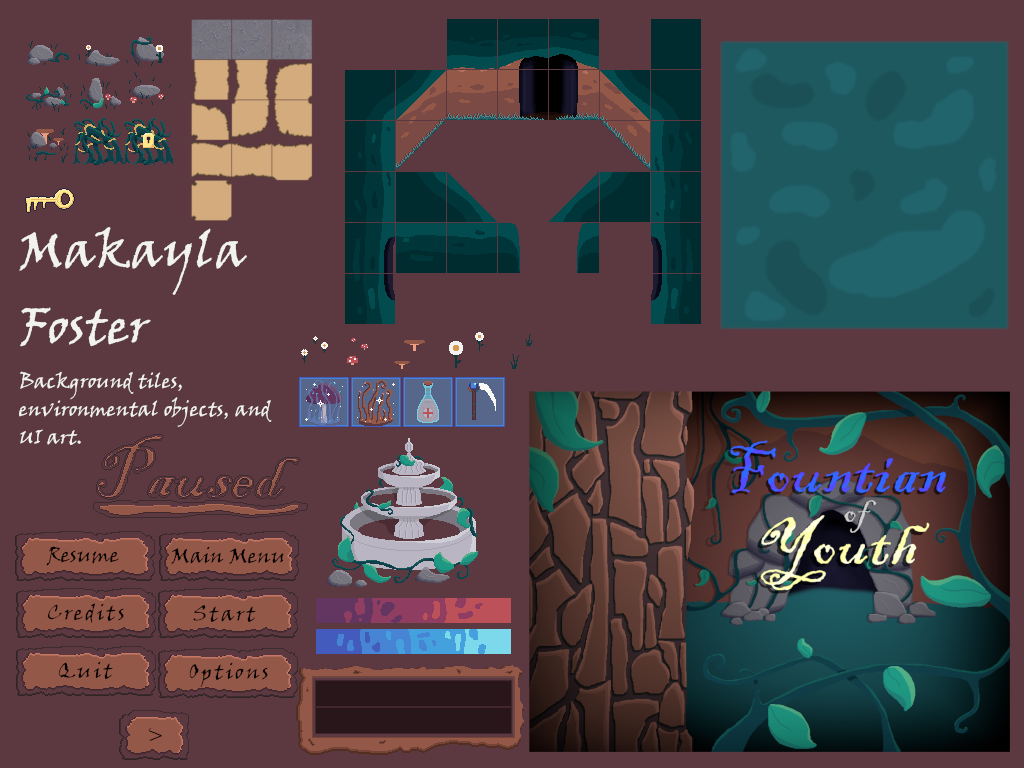 Makayla
Foster
Background tiles,
environmental objects, and
UI art.
Paused
Resume
Main Menu
Credits
Start
Quit
Options
>
Fountian
of
Youth